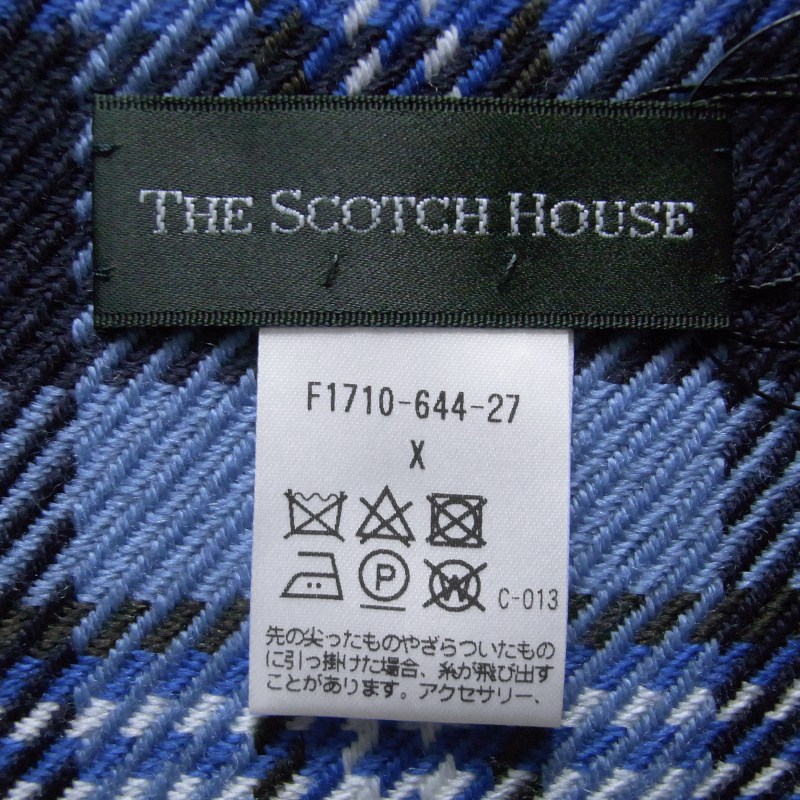 THE SCOTCH HOUSE
F1710-644-27
X
P W C-013
先の尖ったものやざらついたもの
に引っ掛けた場合、糸が飛び出す
ことがあります。アクセサリー、